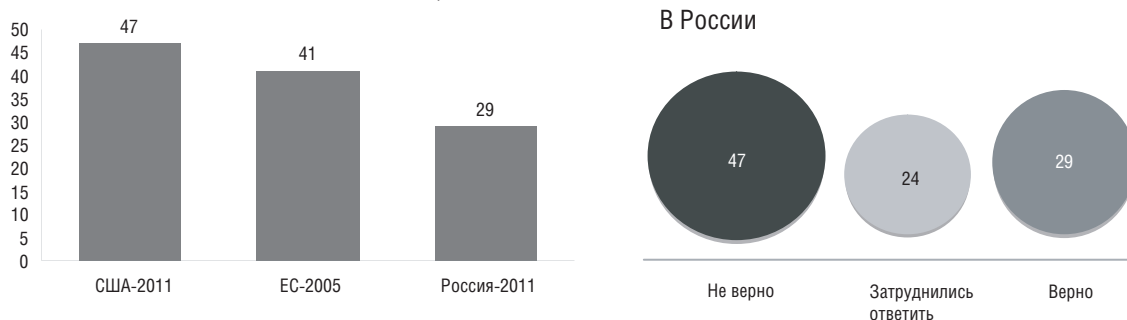 50
45
40
35
30
25
20
15
10
5
0
47
41
29
США-2011
ЕС-2005
Россия-2011
В России
47
24
29
Не верно
Затруднились
ответить
Верно